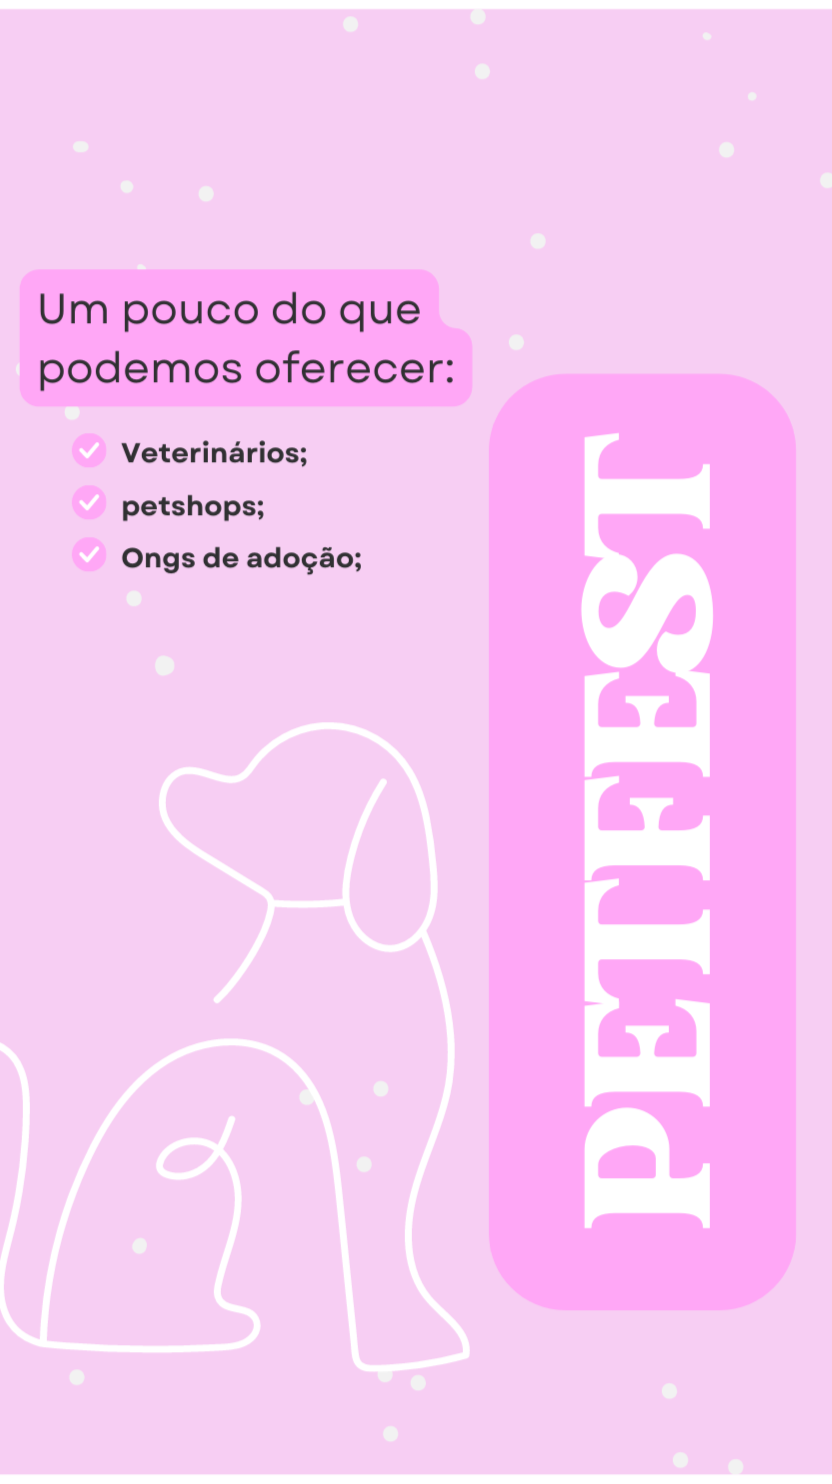 Um pouco do que
podemos oferecer:
Veterinários;
petshops;
Ongs de adoção;
PETFEST